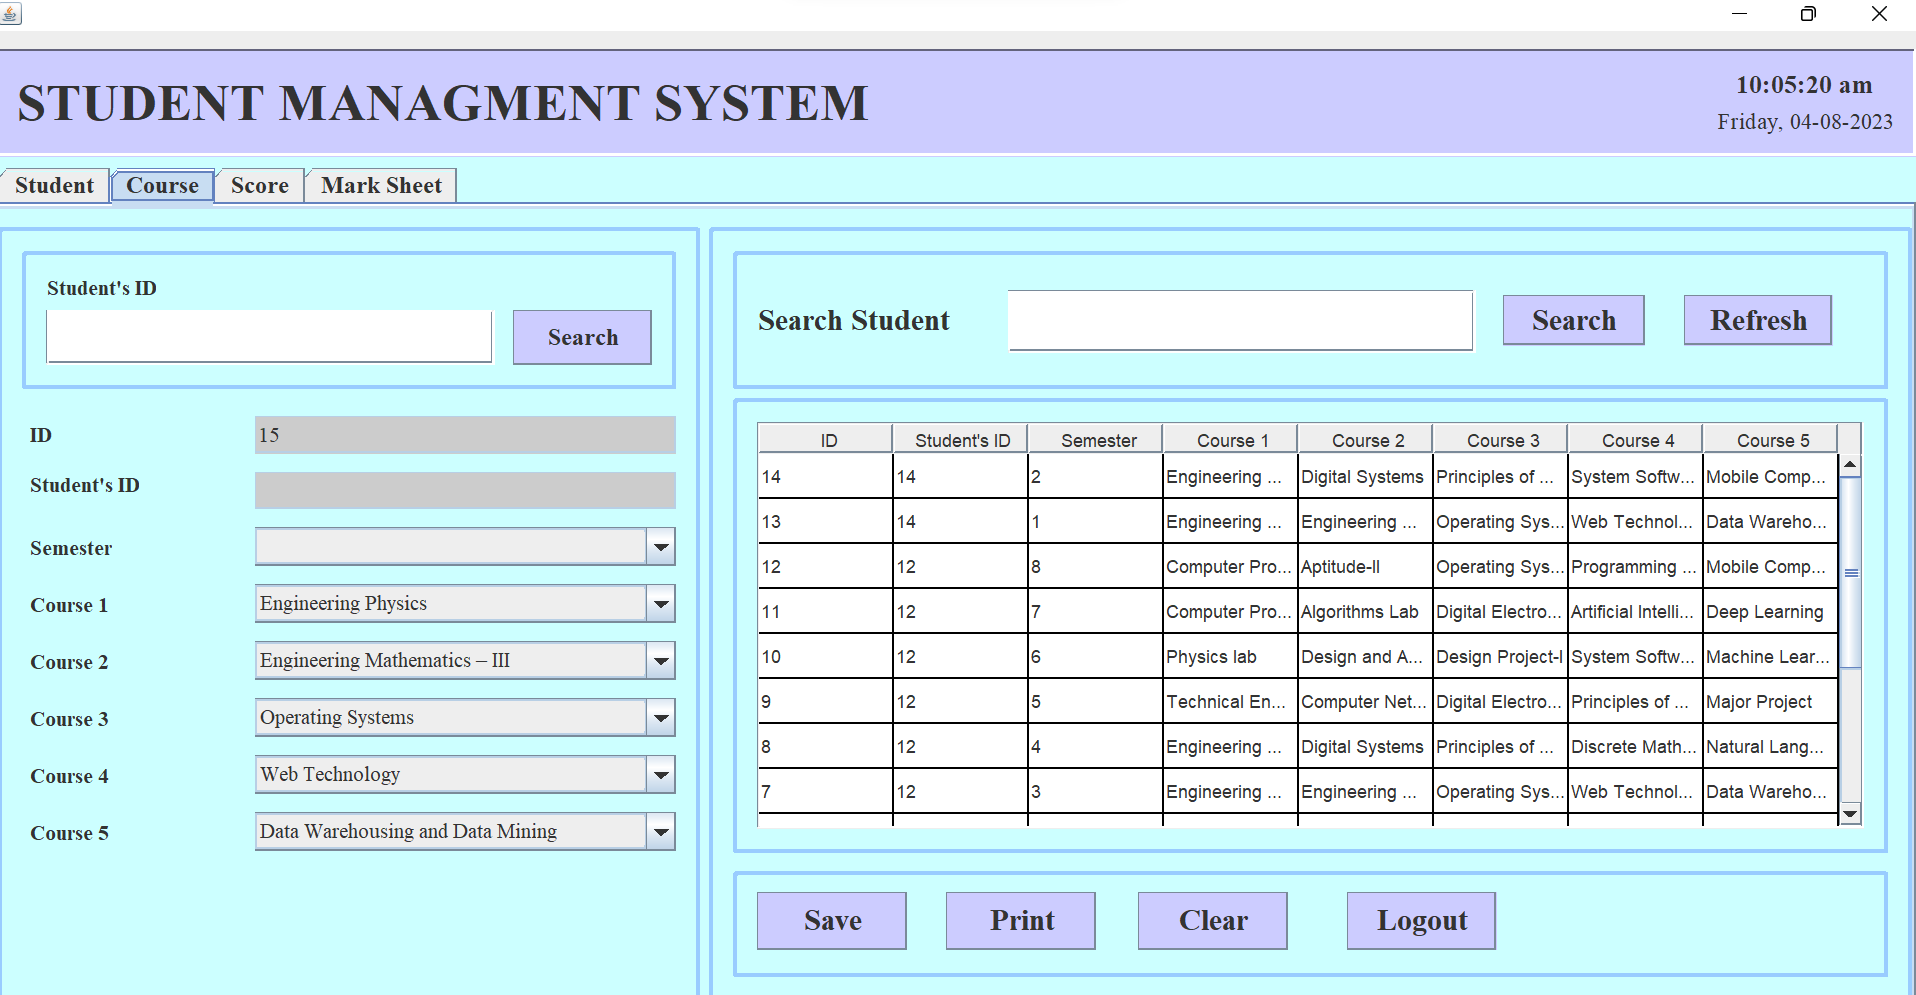 STUDENT MANAGMENT SYSTEM
10:05:20 am
Friday, 04-08-2023
Student Course Score Mark Sheet
Student's ID
Search
ID 15
Student's ID
Semester
Course 1 Engineering Physics
Course 2 Engineering Mathematics – III
Course 3 Operating Systems
Course 4 Web Technology
Course 5 Data Warehousing and Data Mining
Search Student Search Refresh
ID Student's ID Semester Course 1 Course 2 Course 3 Course 4 Course 5
14 14 2 Engineering ... Digital Systems Principles of ... System Softw... Mobile Comp...
13 14 1 Engineering ... Engineering ... Operating Sys... Web Technol... Data Wareho...
12 12 8 Computer Pro... Aptitude-II Operating Sys... Programming ... Mobile Comp...
11 12 7 Computer Pro... Algorithms Lab Digital Electro... Artificial Intelli... Deep Learning
10 12 6 Physics lab Design and A... Design Project-I System Softw... Machine Lear...
9 12 5 Technical En... Computer Net... Digital Electro... Principles of ... Major Project
8 12 4 Engineering ... Digital Systems Principles of ... Discrete Math... Natural Lang...
7 12 3 Engineering ... Engineering ... Operating Sys... Web Technol... Data Wareho...
Save Print Clear Logout